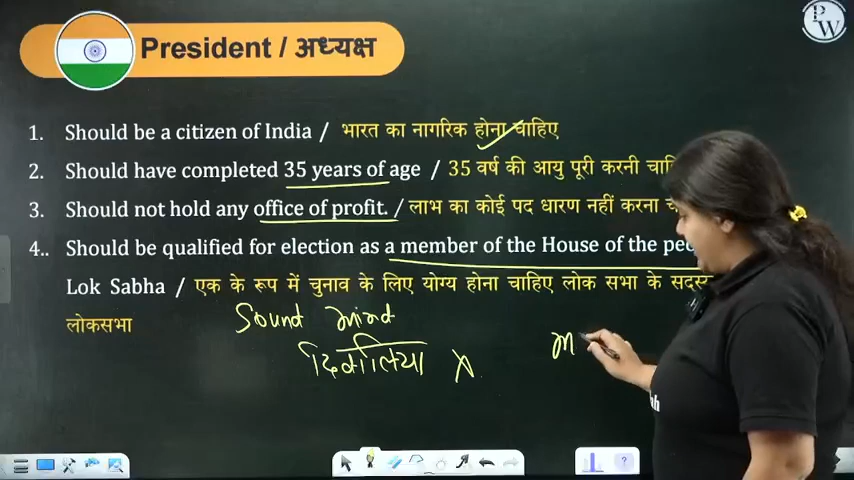 PW
President / अध्यक्ष
1. Should be a citizen of India / भारत का नागरिक होना चाहिए
2. Should have completed 35 years of age / 35 वर्ष की आयु पूरी करनी
3. Should not hold any office of profit. / लाभ का कोई पद धारण नहीं करना
4.. Should be qualified for election as a member of the House of the
Lok Sabha / एक के रूप में चुनाव के लिए योग्य होना चाहिए लोक सभा के
लोकसभा
Sound mind
दिवालिया X
m